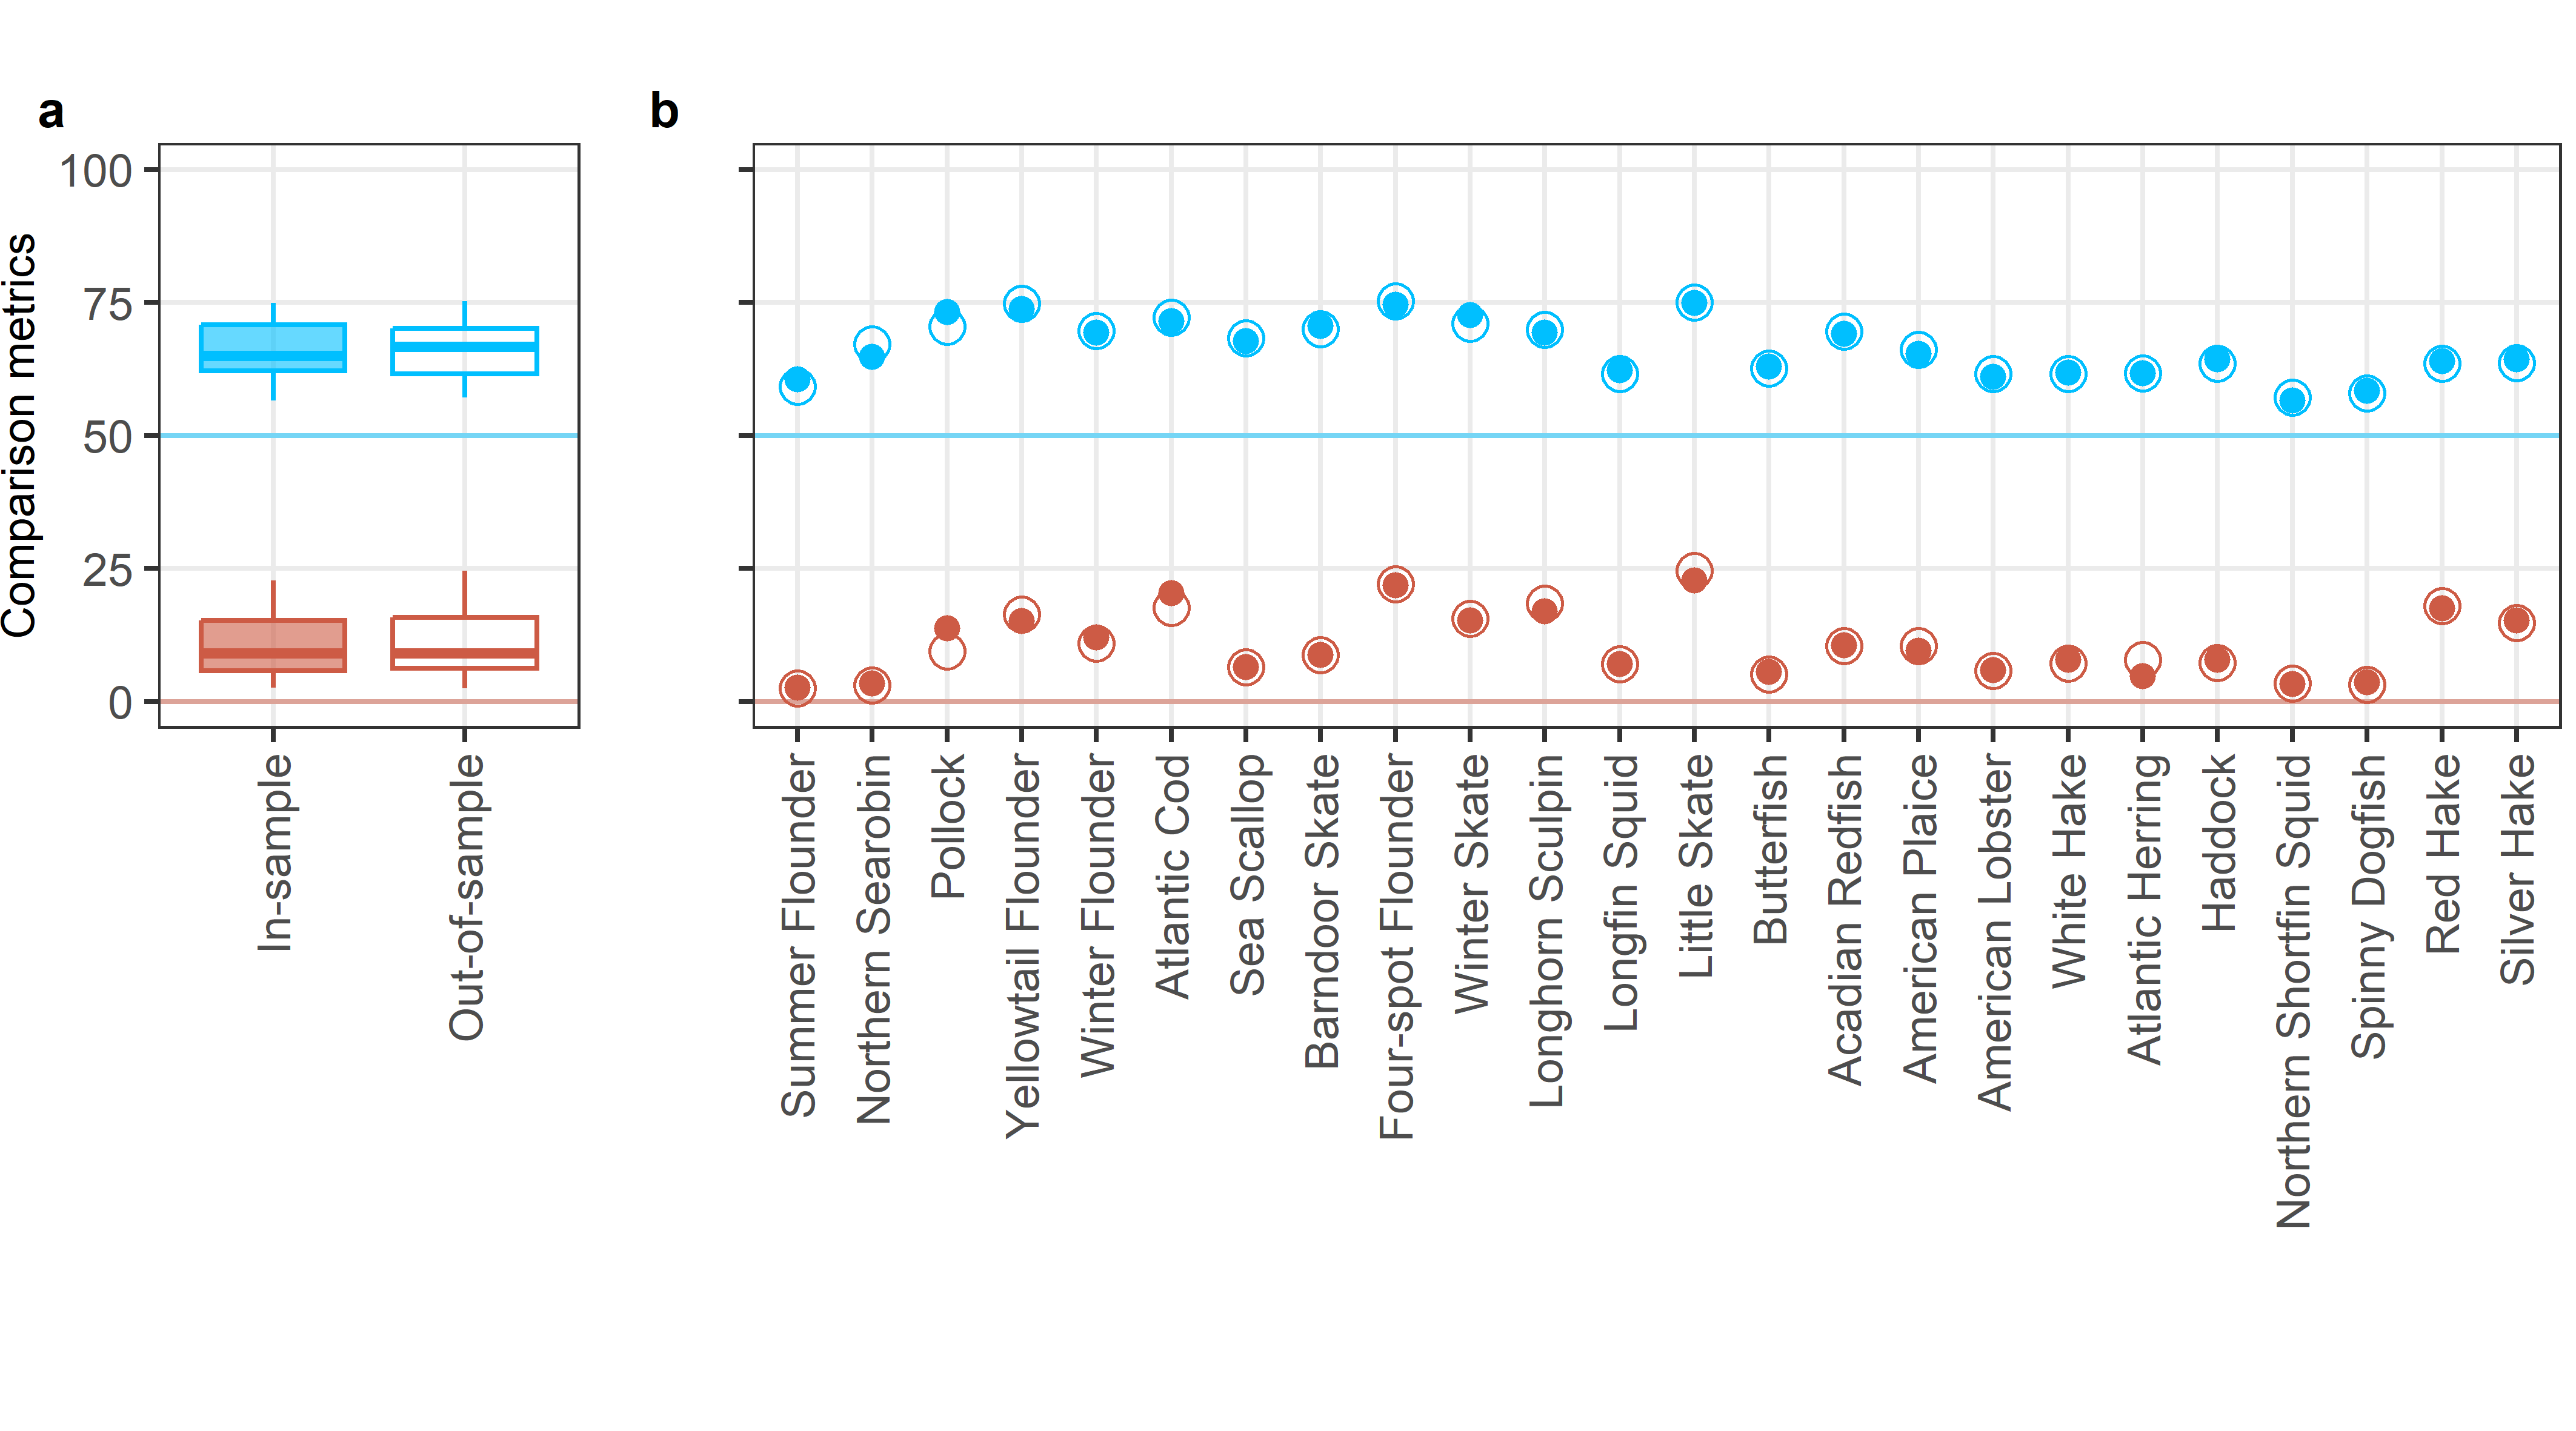 a
b
Comparison metrics
100
75
50
25
0
In-sample
Out-of-sample
Summer Flounder
Northern Searobin
Pollock
Yellowtail Flounder
Winter Flounder
Atlantic Cod
Sea Scallop
Barndoor Skate
Four-spot Flounder
Winter Skate
Longhorn Sculpin
Longfin Squid
Little Skate
Butterfish
Acadian Redfish
American Plaice
American Lobster
White Hake
Atlantic Herring
Haddock
Northern Shortfin Squid
Spinny Dogfish
Red Hake
Silver Hake